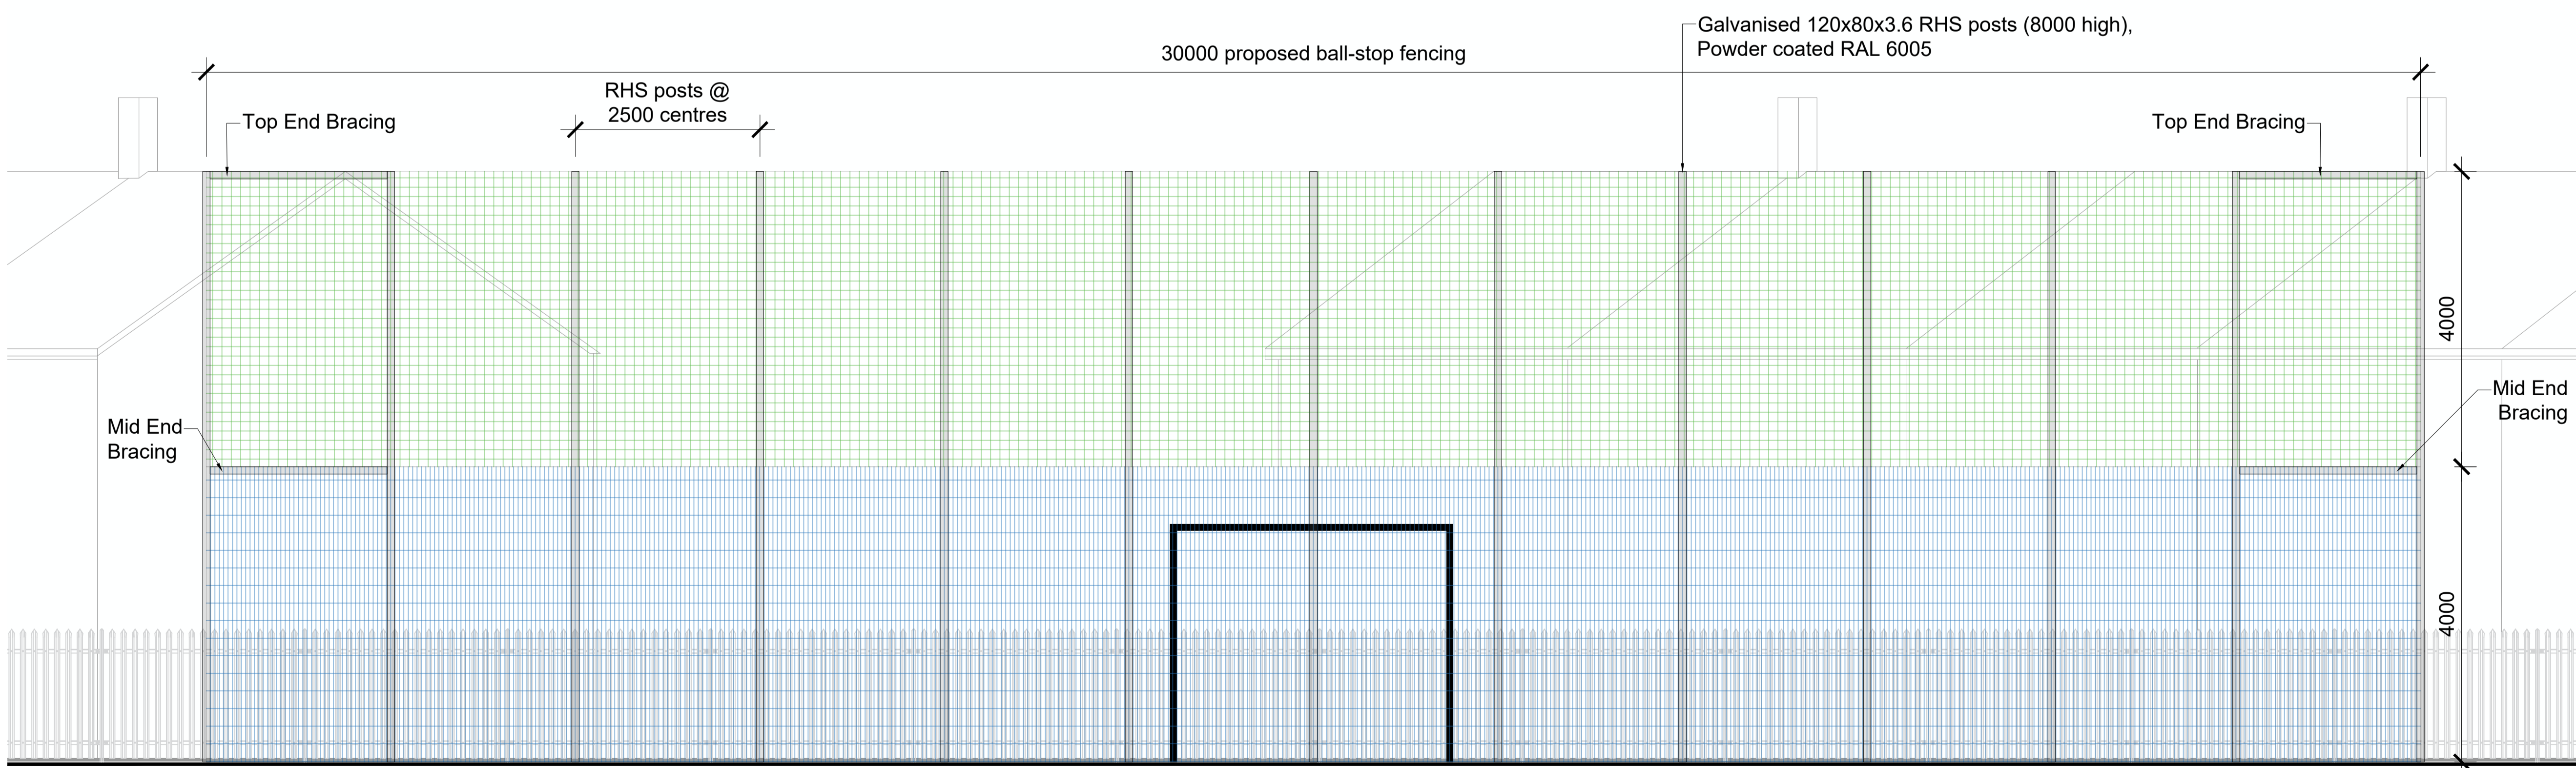 Galvanised 120x80x3.6 RHS posts (8000 high),
Powder coated RAL 6005
30000 proposed ball-stop fencing
RHS posts @
2500 centres
Top End Bracing
Top End Bracing
4000
Mid End
Bracing
Mid End
Bracing
4000